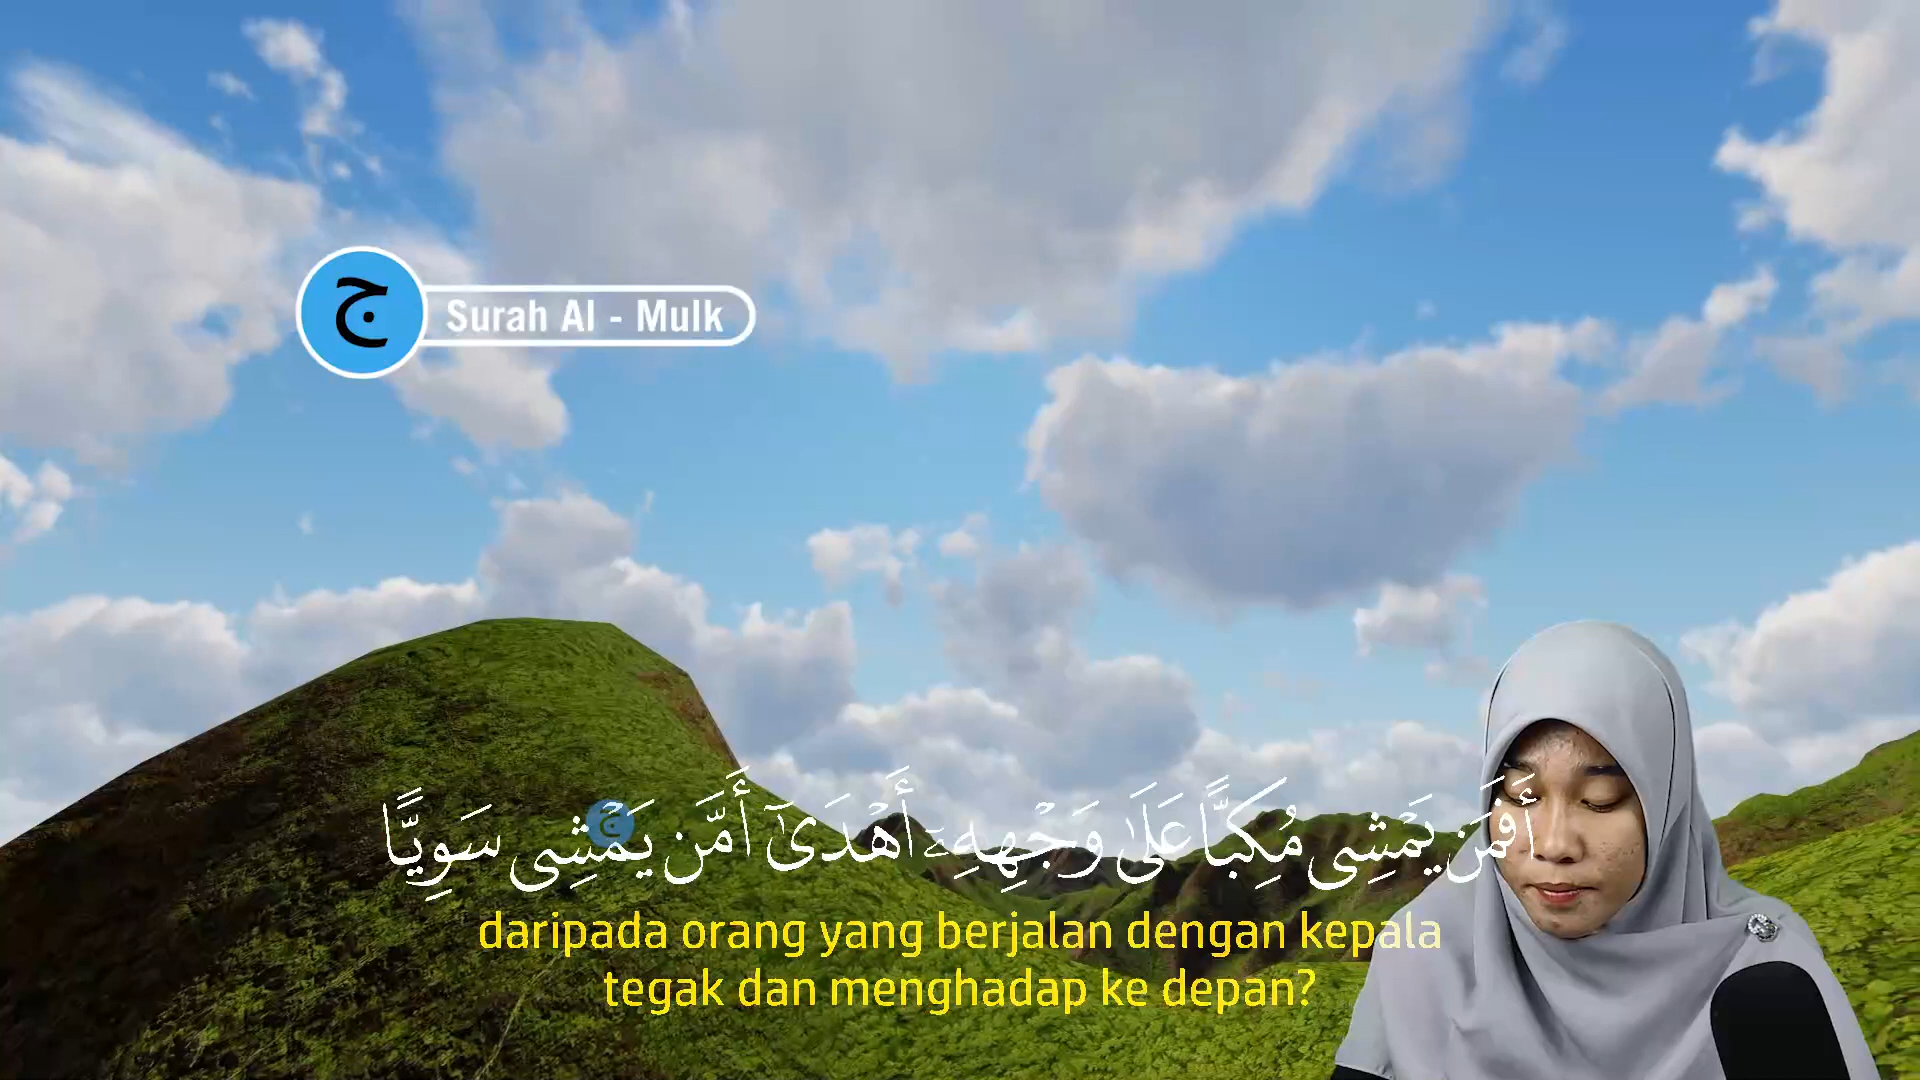 ج
Surah Al - Mulk
أَفَمَن يَمْشِى مُكِبًّا عَلَىٰ وَجْهِهِۦٓ أَهْدَىٰٓ أَمَّن يَمْشِى سَوِيًّا
daripada orang yang berjalan dengan kepala
tegak dan menghadap ke depan?